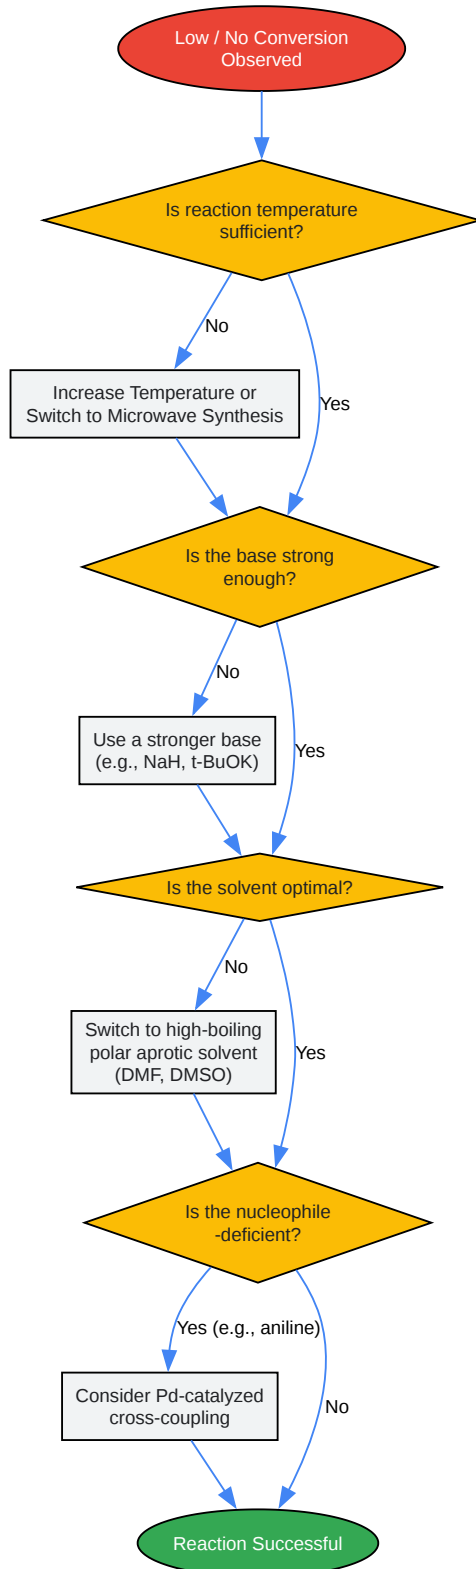 Low / No Conversion
Observed
Is reaction temperature
sufficient?
No
Yes
Increase Temperature or
Switch to Microwave Synthesis
Is the base strong
enough?
No
Yes
Use a stronger base
(e.g., NaH, t-BuOK)
Is the solvent optimal?
No
Yes
Switch to high-boiling
polar aprotic solvent
(DMF, DMSO)
Is the nucleophile
-deficient?
Yes (e.g., aniline)
No
Consider Pd-catalyzed
cross-coupling
Reaction Successful